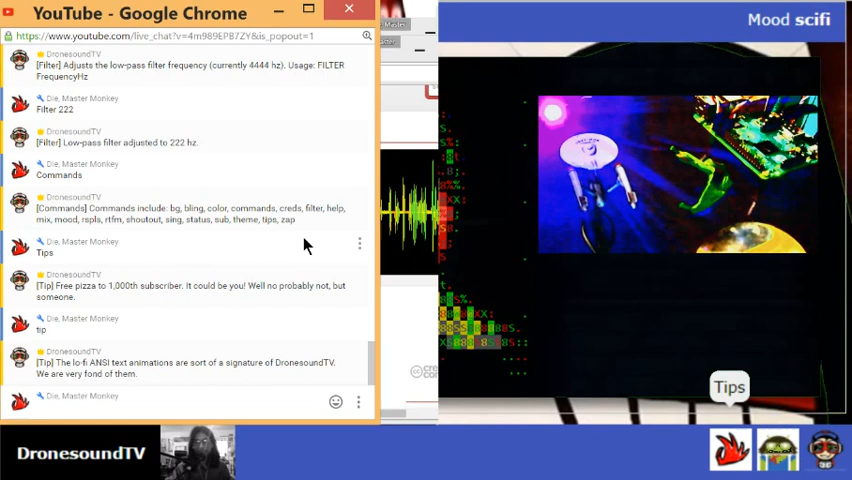 YouTube - Google Chrome
https://www.youtube.com/live_chat?v=4m989EPB7ZY&is_popout=1
DronesoundTV
[Filter] Adjusts the low-pass filter frequency (currently 4444 hz). Usage: FILTER
FrequencyHz
Die, Master Monkey
Filter 222
DronesoundTV
[Filter] Low-pass filter adjusted to 222 hz.
Die, Master Monkey
Commands
DronesoundTV
[Commands] Commands include: bg, bling, color, commands, creds, filter, help,
mix, mood, rspls, rtfm, shoutout, sing, status, sub, theme, tips, zap
Die, Master Monkey
Tips
DronesoundTV
[Tip] Free pizza to 1,000th subscriber. It could be you! Well no probably not, but
someone.
Die, Master Monkey
tip
DronesoundTV
[Tip] The lo-fi ANSI text animations are sort of a signature of DronesoundTV.
We are very fond of them.
Die, Master Monkey
Mood scifi
Tips
DronesoundTV